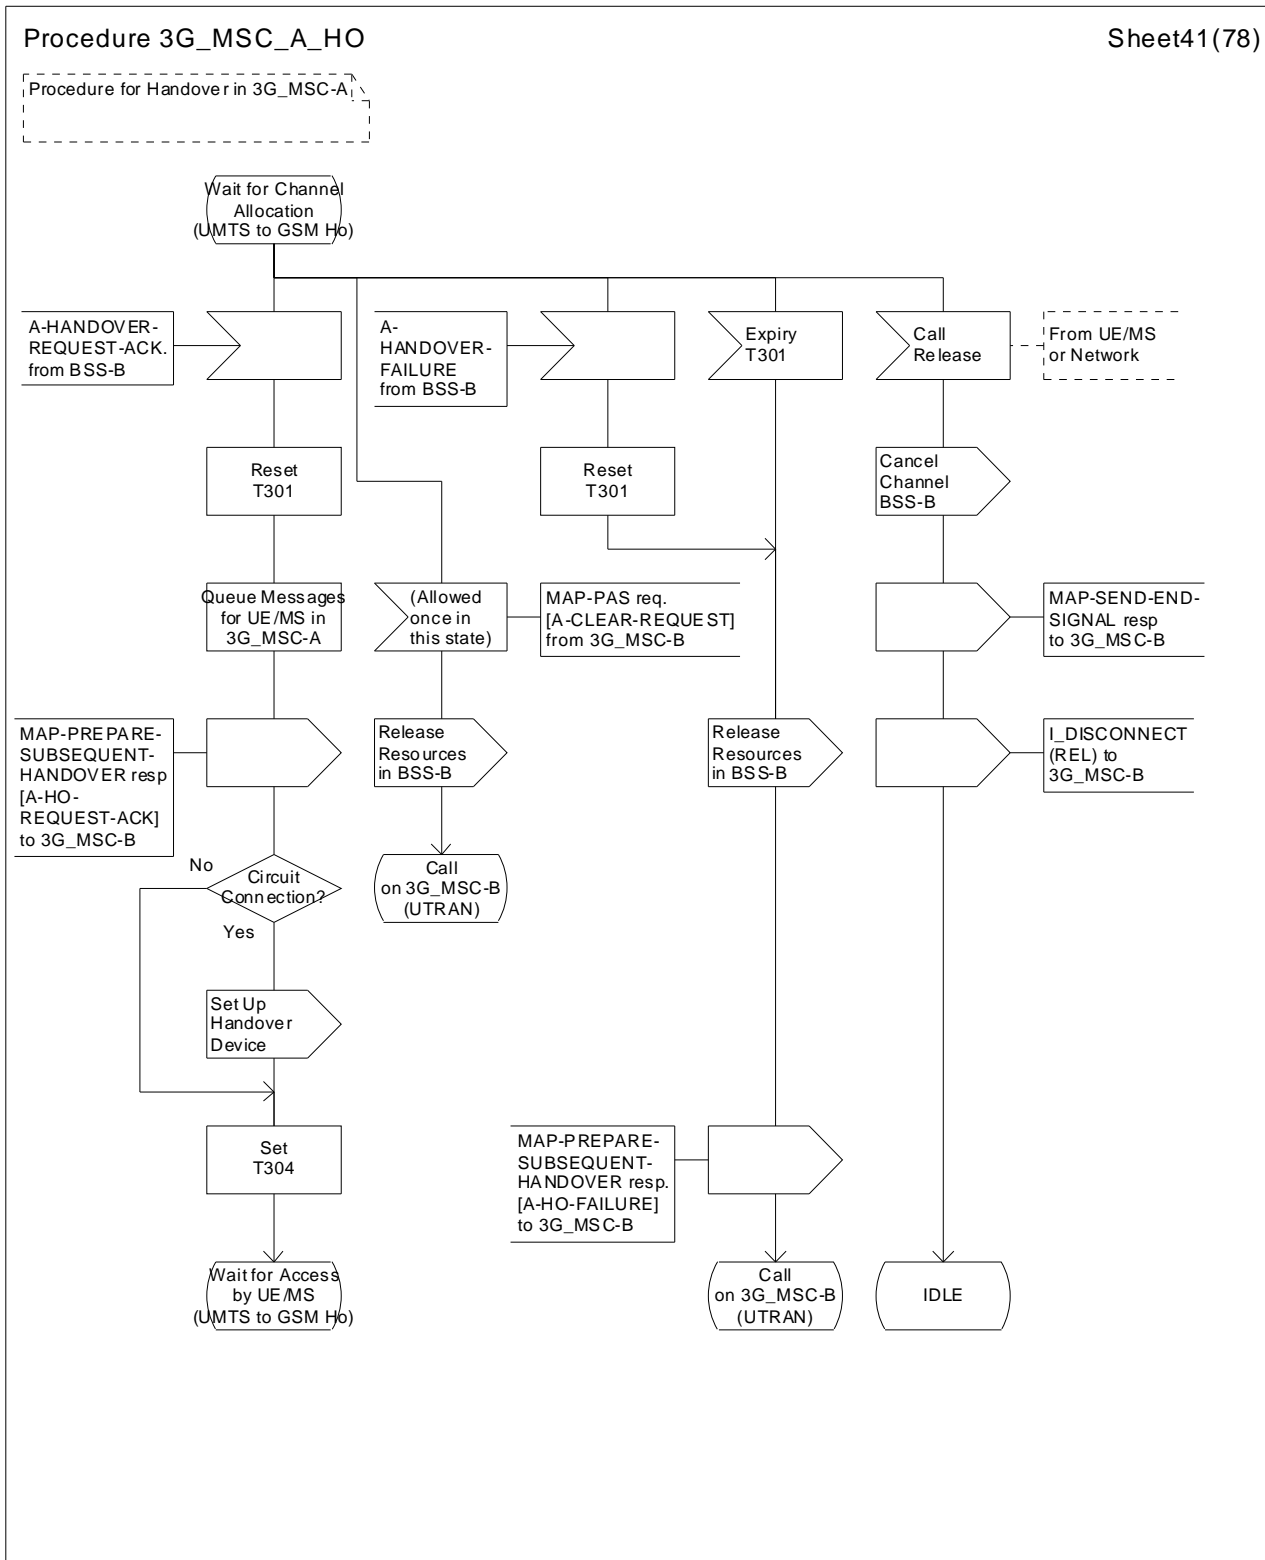 Procedure 3G_MSC_A_HO
Sheet41(78)
Procedure for Handover in 3G_MSC-A
Wait for Channel
Allocation
(UMTS to GSM Ho)
A-HANDOVER-
REQUEST-ACK.
from BSS-B
A-
HANDOVER-
FAILURE
from BSS-B
Expiry
T301
Call
Release
From UE/MS
or Network
Reset
T301
Reset
T301
Cancel
Channel
BSS-B
Queue Messages
for UE/MS in
3G_MSC-A
(Allowed
once in
this state)
MAP-PAS req.
[A-CLEAR-REQUEST]
from 3G_MSC-B
MAP-SEND-END-
SIGNAL resp
to 3G_MSC-B
MAP-PREPARE-
SUBSEQUENT-
HANDOVER resp
[A-HO-
REQUEST-ACK]
to 3G_MSC-B
Release
Resources
in BSS-B
Release
Resources
in BSS-B
I_DISCONNECT
(REL) to
3G_MSC-B
No
Circuit
Connection?
Yes
Call
on 3G_MSC-B
(UTRAN)
Set Up
Handover
Device
Set
T304
MAP-PREPARE-
SUBSEQUENT-
HANDOVER resp.
[A-HO-FAILURE]
to 3G_MSC-B
Wait for Access
by UE/MS
(UMTS to GSM Ho)
Call
on 3G_MSC-B
(UTRAN)
IDLE